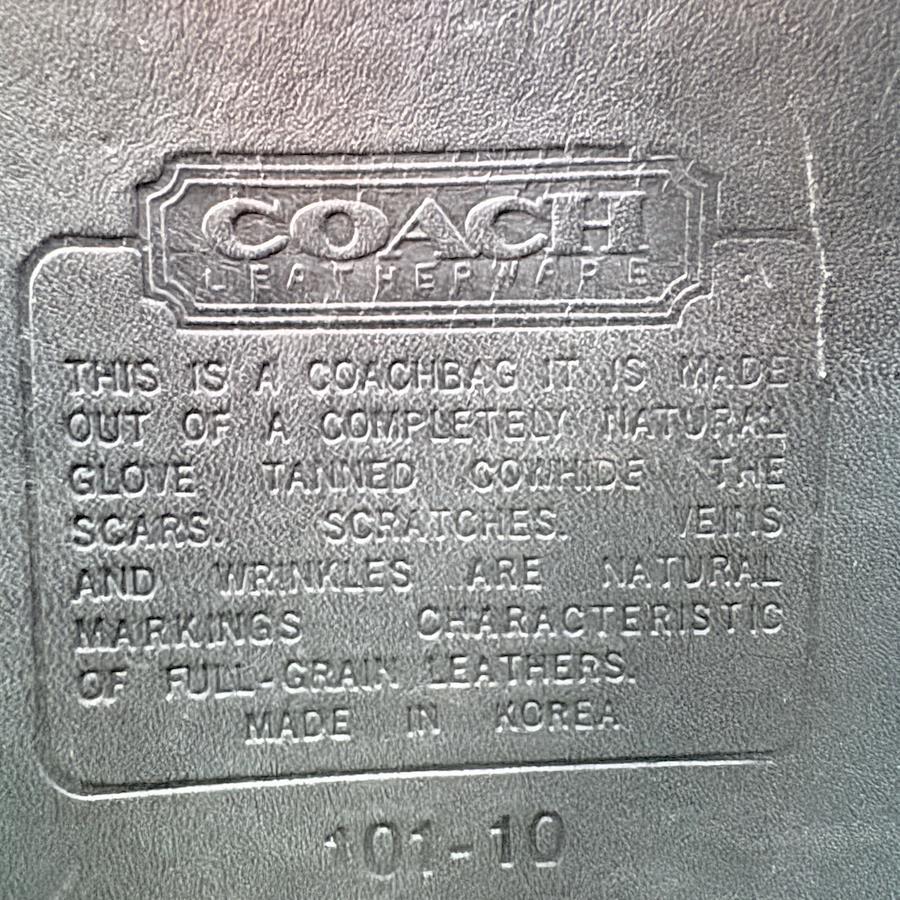 COACH
LEATHERWARE
THIS IS A COACHBAG IT IS MADE
OUT OF A COMPLETELY NATURAL
GLOVE TANNED COWHIDE THE
SCARS. SCRATCHES. VEINS
AND WRINKLES ARE NATURAL
MARKINGS CHARACTERISTIC
OF FULL-GRAIN LEATHERS.
MADE IN KOREA
101-10